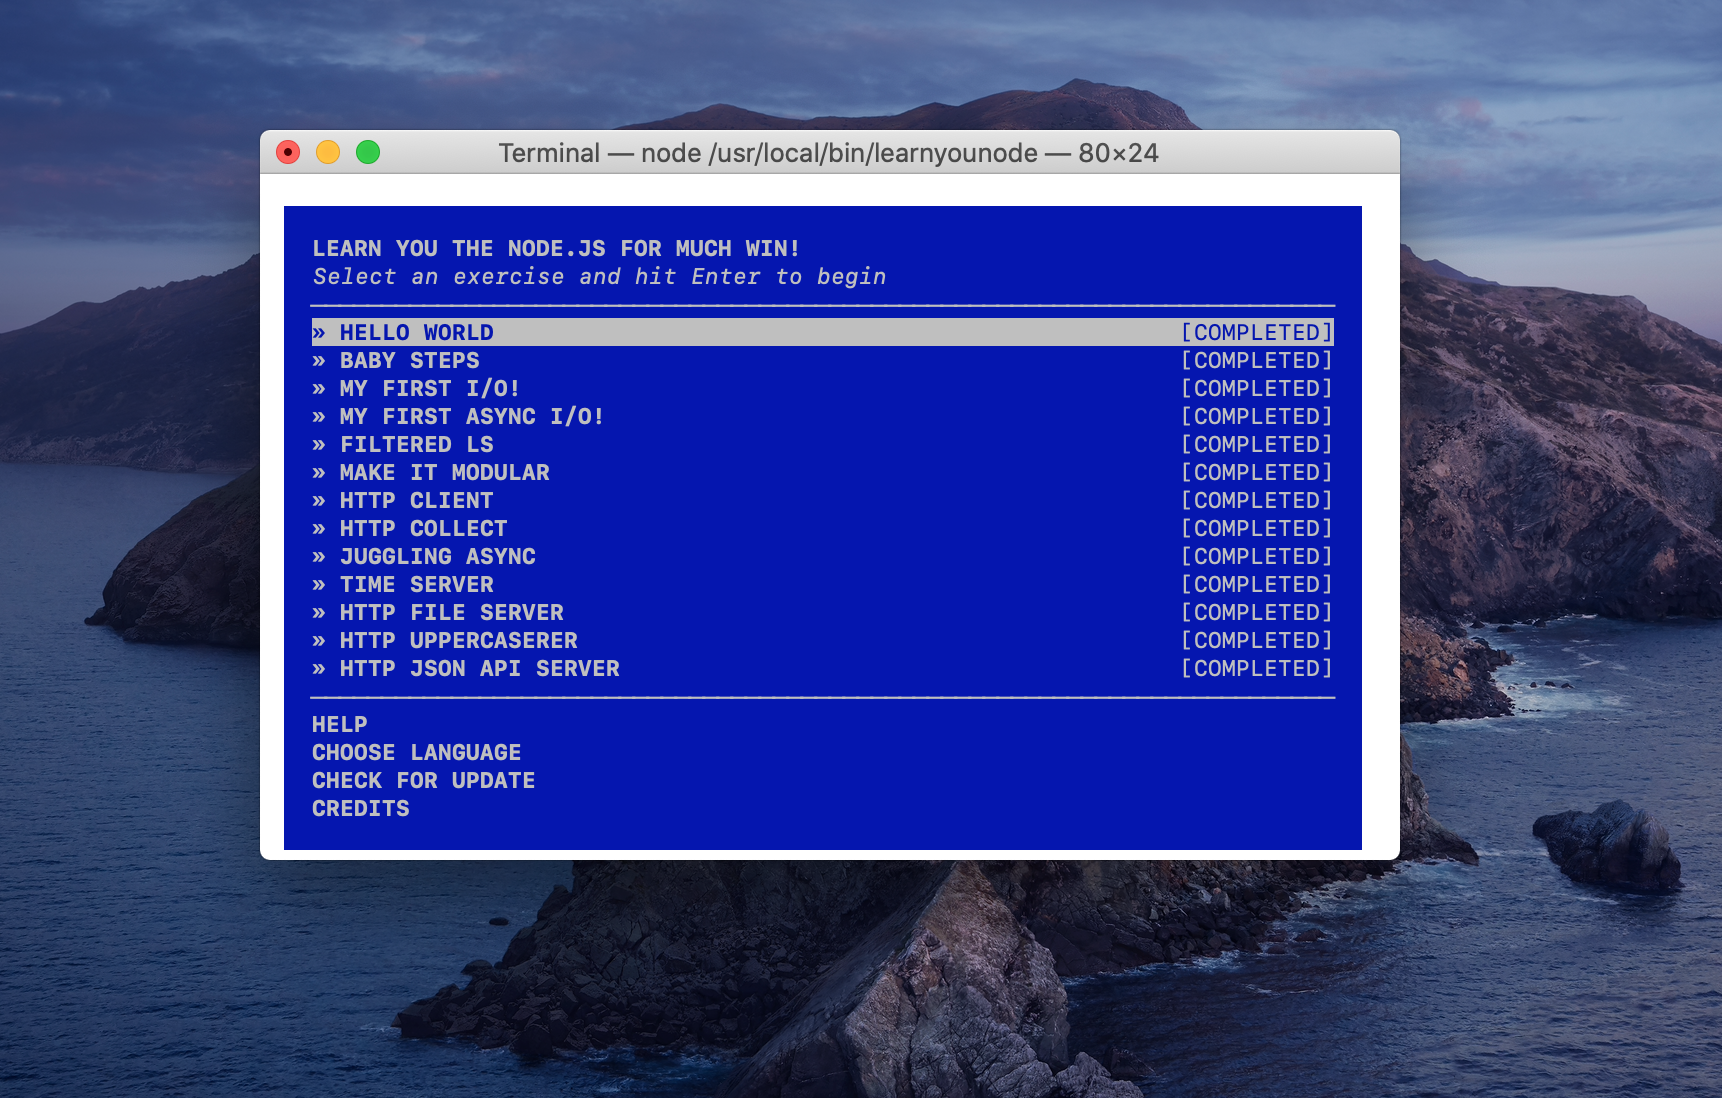 Terminal — node /usr/local/bin/learnyounode — 80×24
LEARN YOU THE NODE.JS FOR MUCH WIN!
Select an exercise and hit Enter to begin
» HELLO WORLD [COMPLETED]
» BABY STEPS [COMPLETED]
» MY FIRST I/O! [COMPLETED]
» MY FIRST ASYNC I/O! [COMPLETED]
» FILTERED LS [COMPLETED]
» MAKE IT MODULAR [COMPLETED]
» HTTP CLIENT [COMPLETED]
» HTTP COLLECT [COMPLETED]
» JUGGLING ASYNC [COMPLETED]
» TIME SERVER [COMPLETED]
» HTTP FILE SERVER [COMPLETED]
» HTTP UPPERCASERER [COMPLETED]
» HTTP JSON API SERVER [COMPLETED]
HELP
CHOOSE LANGUAGE
CHECK FOR UPDATE
CREDITS